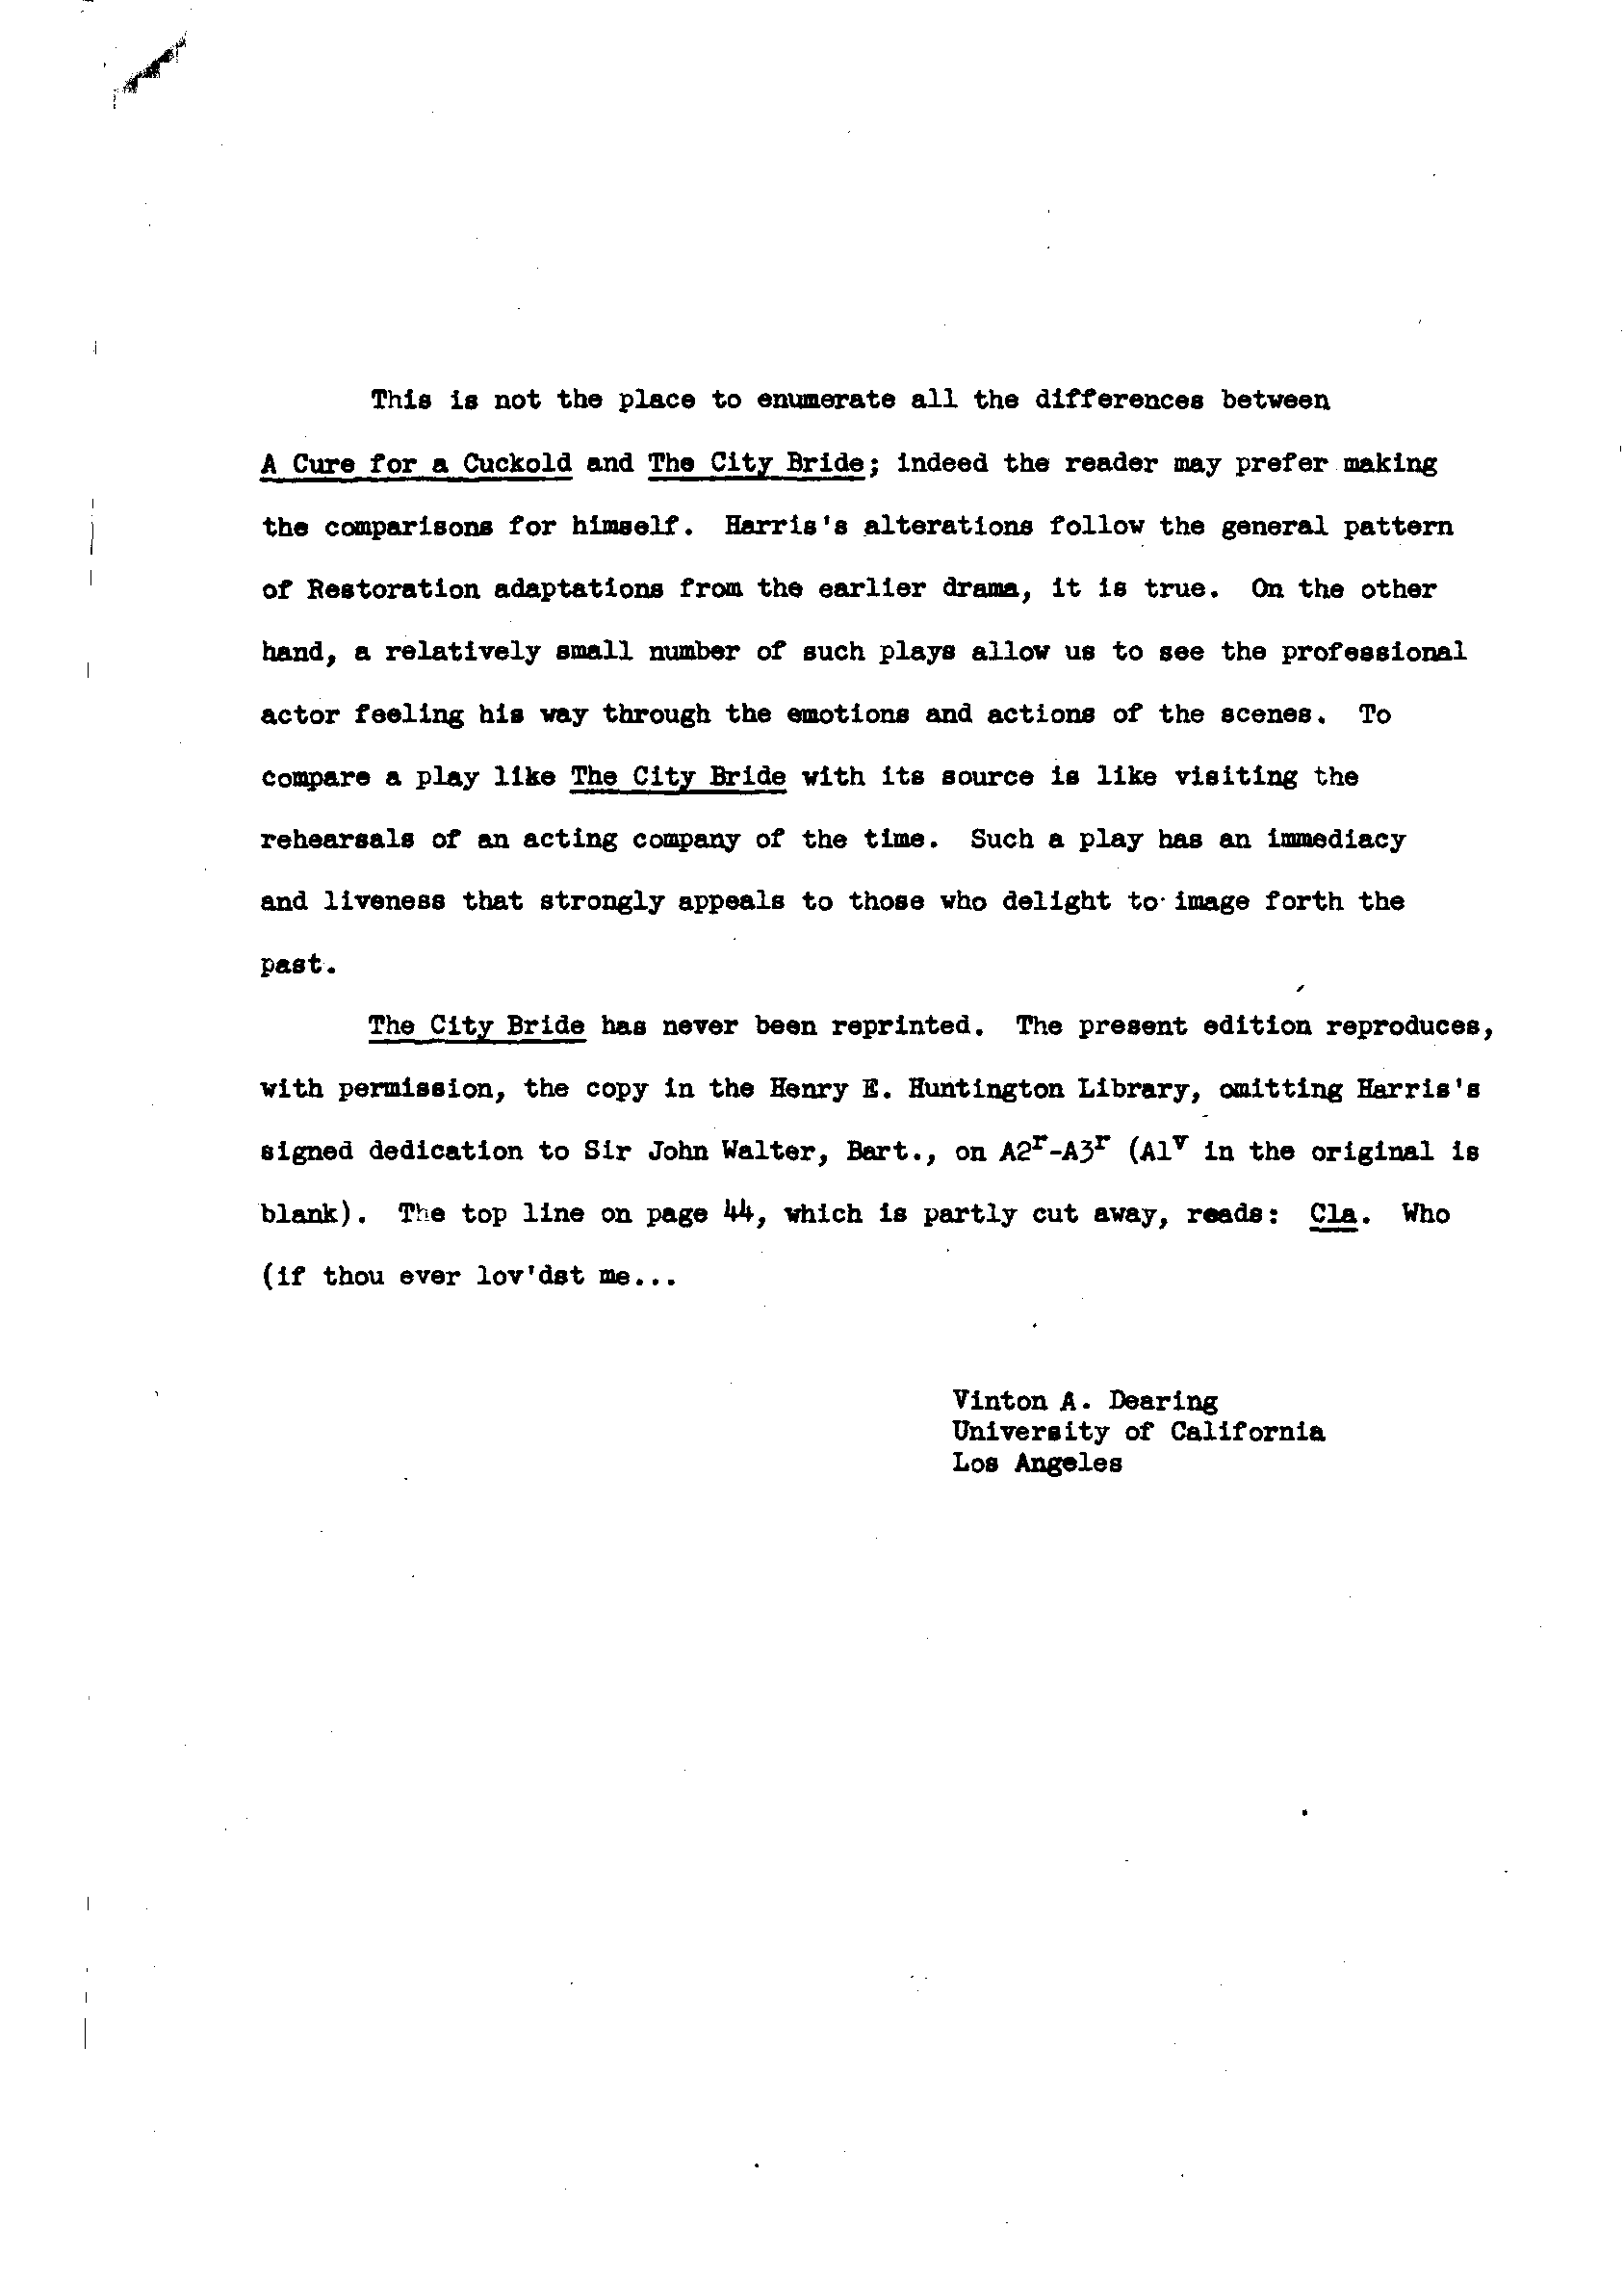 This is not the place to enumerate all the differences between
A Cure for a Cuckold and The City Bride; indeed the reader may prefer making
the comparisons for himself. Harris's alterations follow the general pattern
of Restoration adaptations from the earlier drama, it is true. On the other
hand, a relatively small number of such plays allow us to see the professional
actor feeling his way through the emotions and actions of the scenes. To
compare a play like The City Bride with its source is like visiting the
rehearsals of an acting company of the time. Such a play has an immediacy
and liveness that strongly appeals to those who delight to image forth the
past.
The City Bride has never been reprinted. The present edition reproduces,
with permission, the copy in the Henry E. Huntington Library, omitting Harris's
signed dedication to Sir John Walter, Bart., on A2r-A3r (A1v in the original is
blank). The top line on page 44, which is partly cut away, reads: Cla. Who
(if thou ever lov'dst me...
Vinton A. Dearing
University of California
Los Angeles